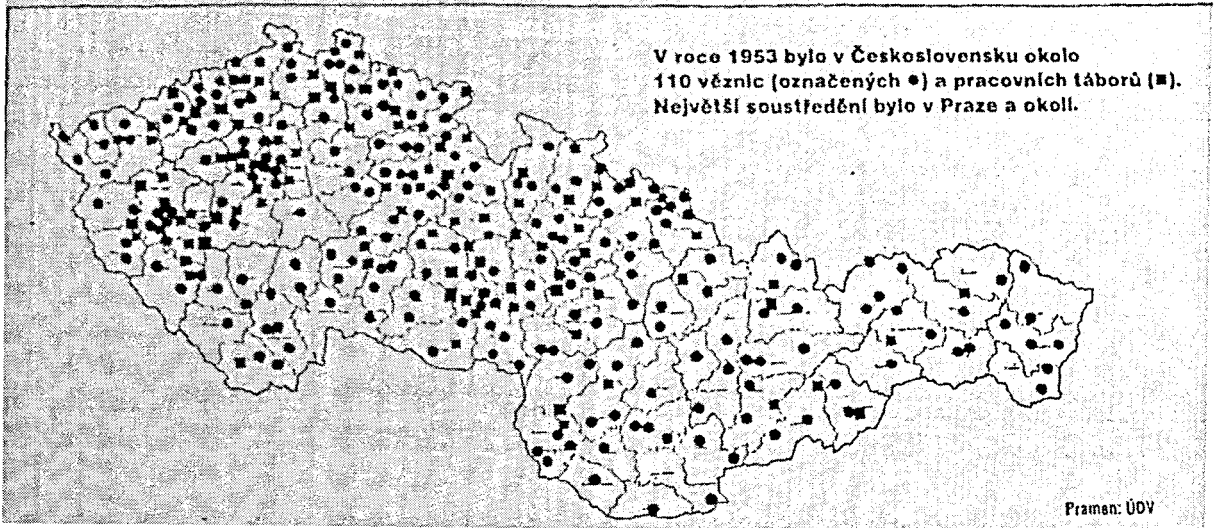 V roce 1953 bylo v Československu okolo
110 věznic (označených ●) a pracovních táborů (■).
Největší soustředění bylo v Praze a okolí.
Pramen: ÚDV